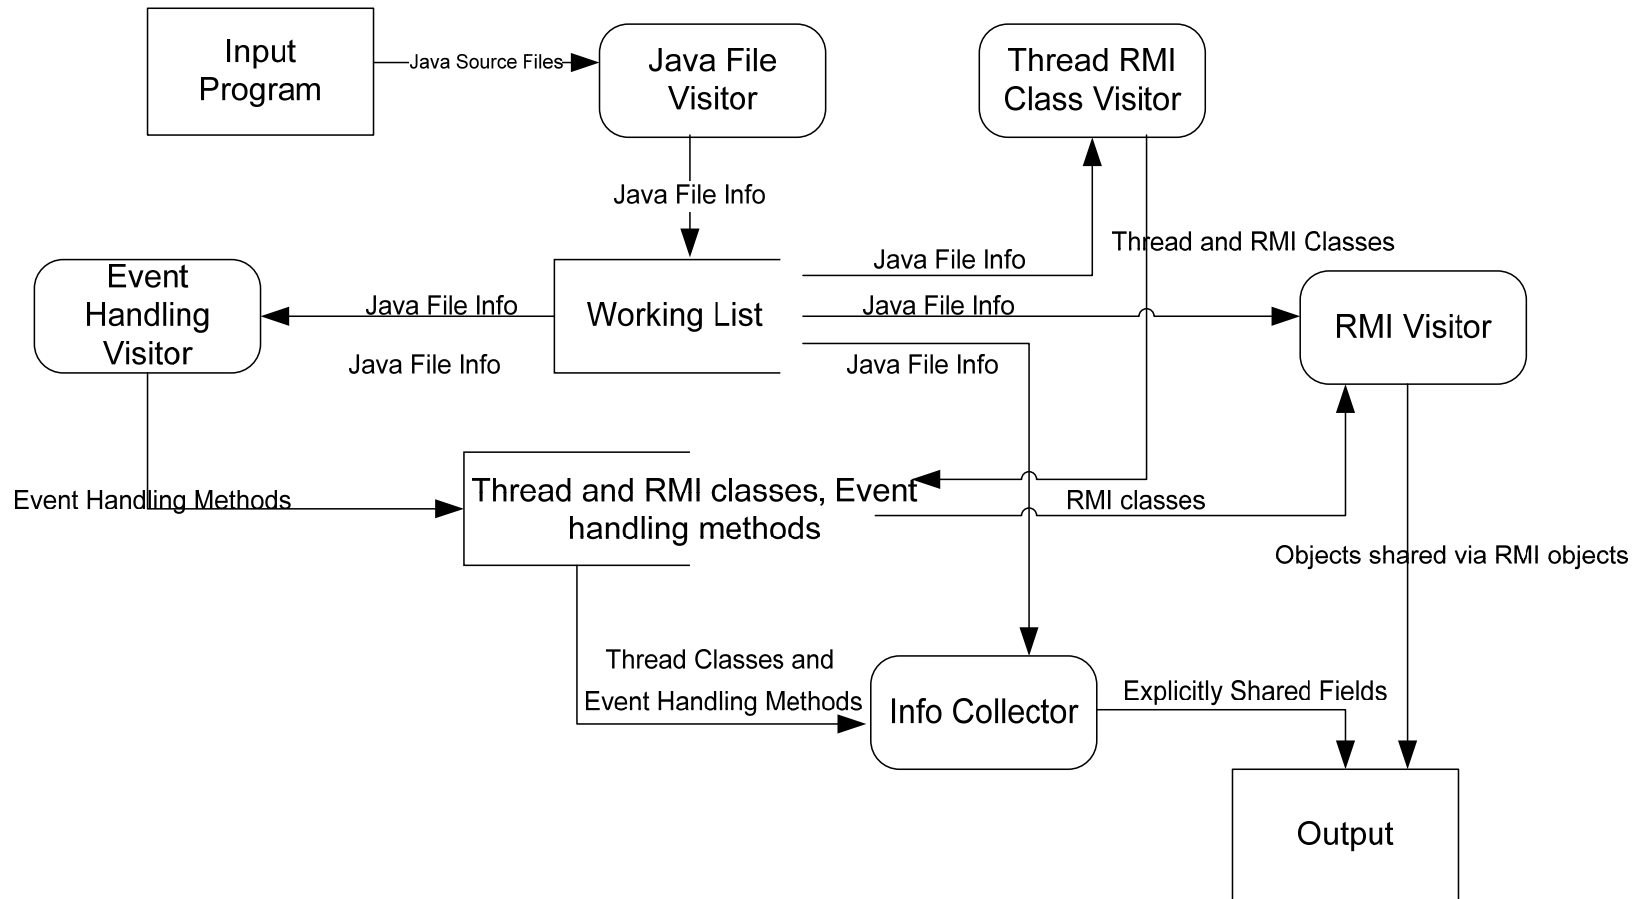 Input
Program
Java Source Files
Java File
Visitor
Thread RMI
Class Visitor
Java File Info
Thread and RMI Classes
Event
Handling
Visitor
Java File Info
Working List
Java File Info
Java File Info
RMI Visitor
Java File Info
Java File Info
Event Handling Methods
Thread and RMI classes, Event
handling methods
RMI classes
Objects shared via RMI objects
Thread Classes and
Event Handling Methods
Info Collector
Explicitly Shared Fields
Output